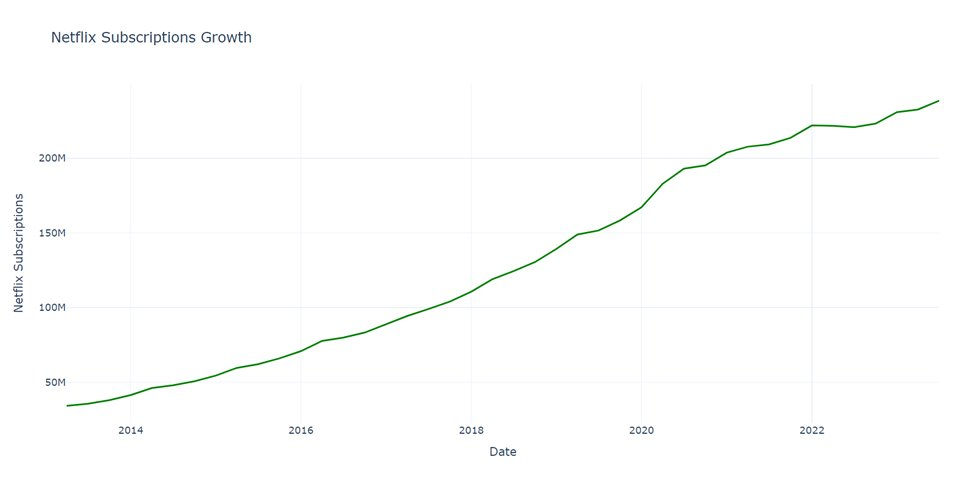 Netflix Subscriptions Growth
200M
150M
100M
50M
Netflix Subscriptions
2014
2016
2018
2020
2022
Date